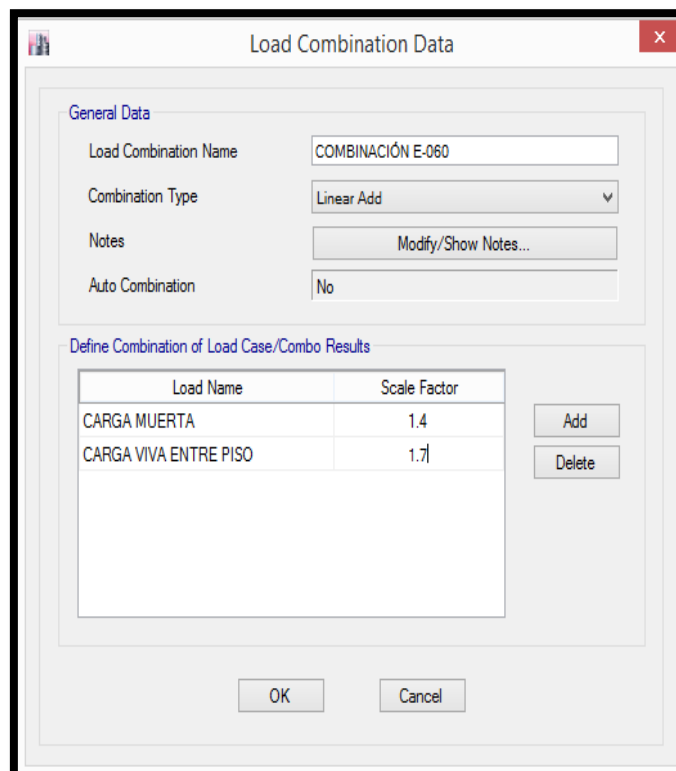 Load Combination Data
x
General Data
Load Combination Name COMBINACIÓN E-060
Combination Type Linear Add
Notes Modify/Show Notes...
Auto Combination No
Define Combination of Load Case/Combo Results
Load Name Scale Factor
CARGA MUERTA 1.4 Add
CARGA VIVA ENTRE PISO 1.7 Delete
OK Cancel